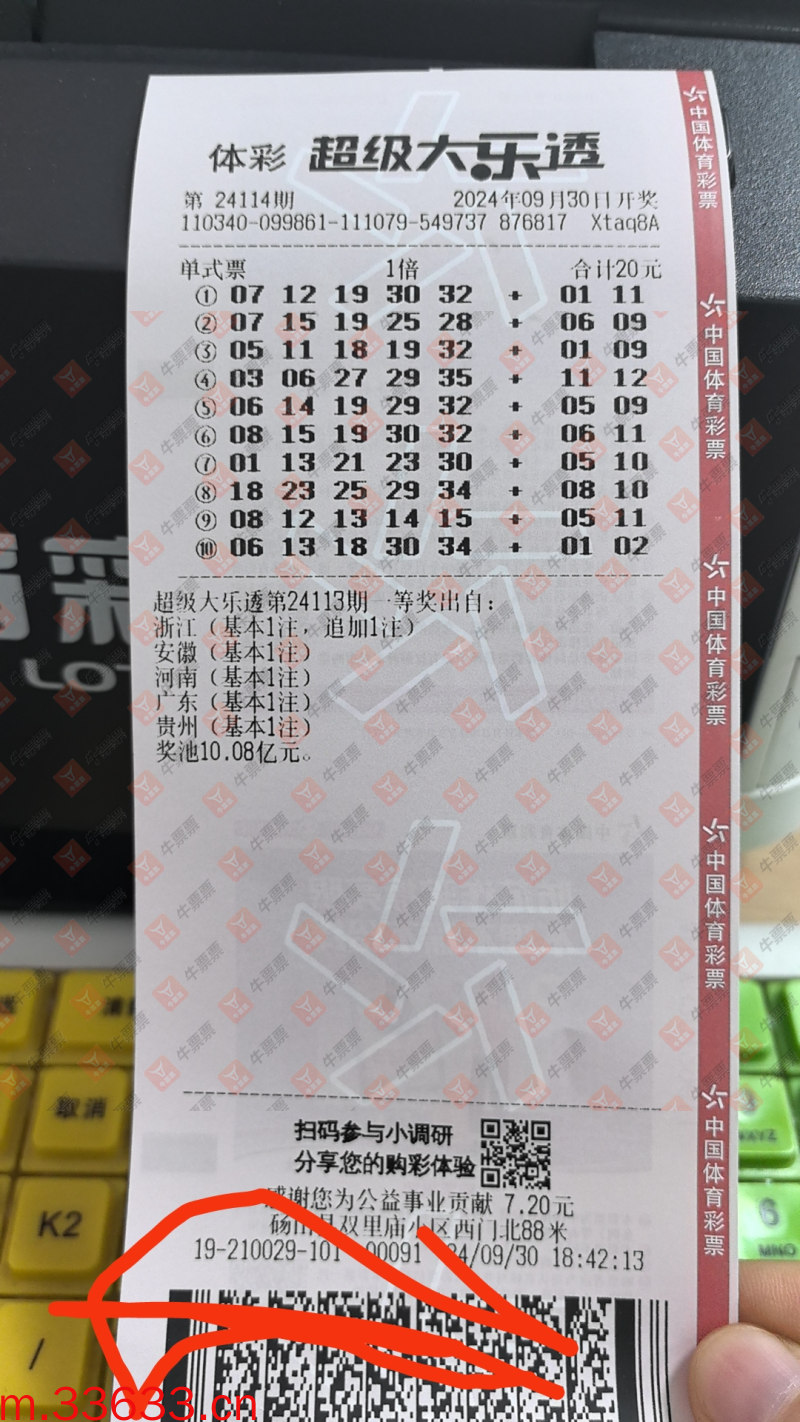 体彩 超级大乐透
第 24114期 2024年09月30日开奖
110340-099861-111079-549737 876817 Xtaq8A
单式票 1倍 合计20元
① 07 12 19 30 32 + 01 11
② 07 15 19 25 28 + 06 09
③ 05 11 18 19 32 + 01 09
④ 03 06 27 29 35 + 11 12
⑤ 06 14 19 29 32 + 05 09
⑥ 08 15 19 30 32 + 06 11
⑦ 01 13 21 23 30 + 05 10
⑧ 18 23 25 29 34 + 08 10
⑨ 08 12 13 14 15 + 05 11
⑩ 06 13 18 30 34 + 01 02
超级大乐透第24113期一等奖出自:
浙江(基本1注, 追加1注)
安徽(基本1注)
河南(基本1注)
广东(基本1注)
贵州(基本1注)
奖池10.08亿元。
扫码参与小调研
分享您的购彩体验
感谢您为公益事业贡献 7.20元
砀山县双里庙小区西门北88米
19-210029-101 00091 24/09/30 18:42:13
中国体育彩票
中国体育彩票
中国体育彩票
中国体育彩票
中国体育彩票
牛票票
彩
LOT
取消
K2
/
6
MNO
m.33633.cn